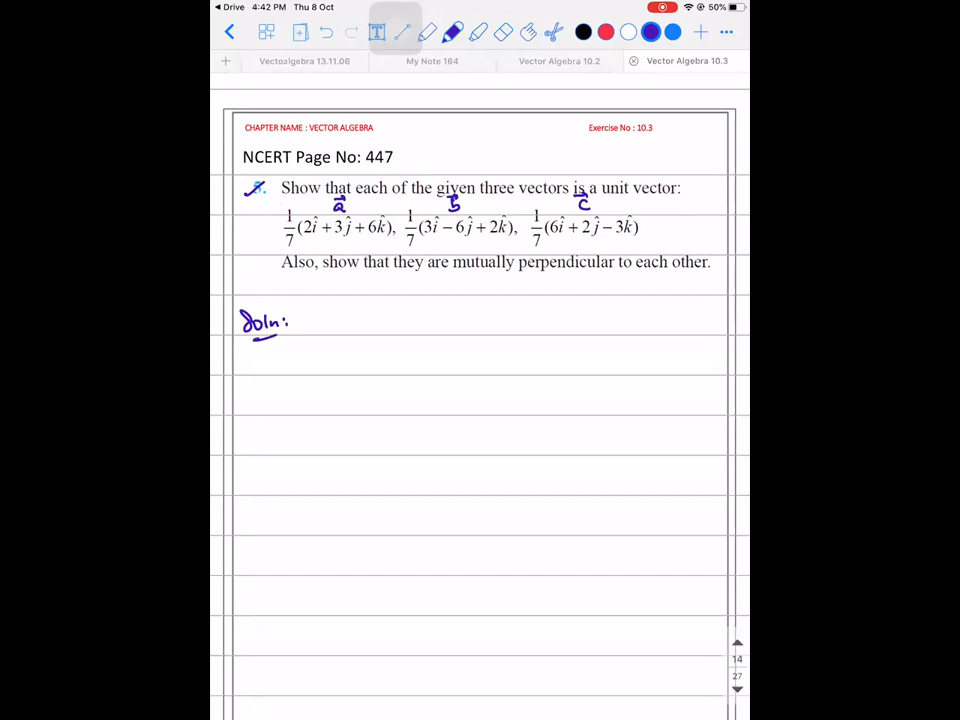 Drive 4:42 PM Thu 8 Oct 50%
T
Vectoalgebra 13.11.06 My Note 164 Vector Algebra 10.2 Vector Algebra 10.3
CHAPTER NAME : VECTOR ALGEBRA Exercise No : 10.3
NCERT Page No: 447
5. Show that each of the given three vectors is a unit vector:
a⃗ b⃗ c⃗
1/7(2î + 3ĵ + 6k̂), 1/7(3î − 6ĵ + 2k̂), 1/7(6î + 2ĵ − 3k̂)
Also, show that they are mutually perpendicular to each other.
Soln:
14
27